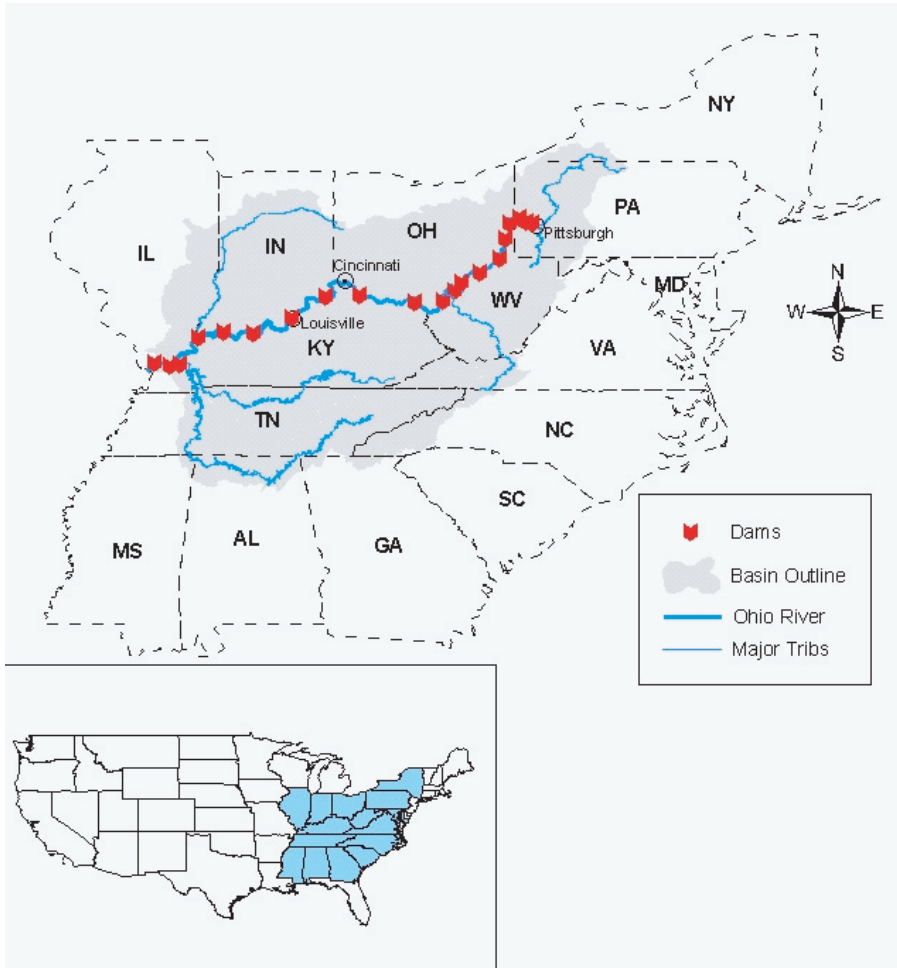 NY
PA
OH
IN
IL
Pittsburgh
Cincinnati
MD
WV
N
W
E
S
Louisville
KY
VA
TN
NC
SC
MS
AL
GA
Dams
Basin Outline
Ohio River
Major Tribs